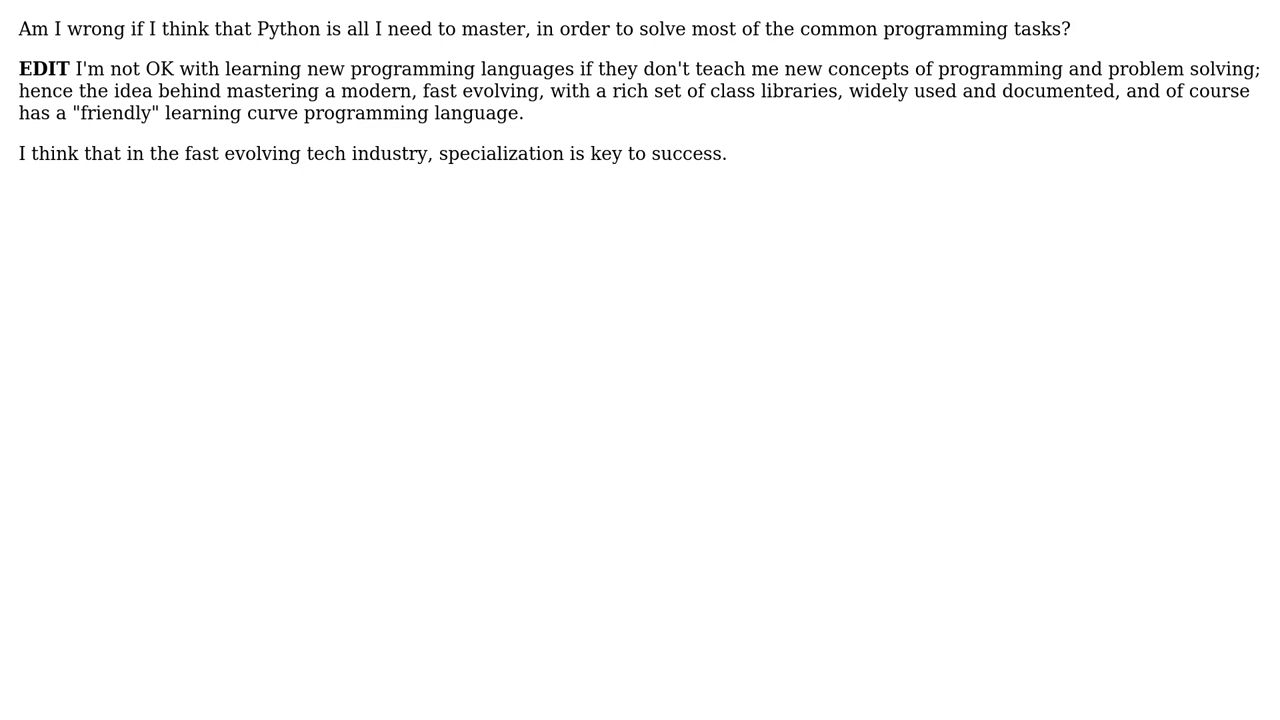 Am I wrong if I think that Python is all I need to master, in order to solve most of the common programming tasks?
EDIT I'm not OK with learning new programming languages if they don't teach me new concepts of programming and problem solving;
hence the idea behind mastering a modern, fast evolving, with a rich set of class libraries, widely used and documented, and of course
has a "friendly" learning curve programming language.
I think that in the fast evolving tech industry, specialization is key to success.